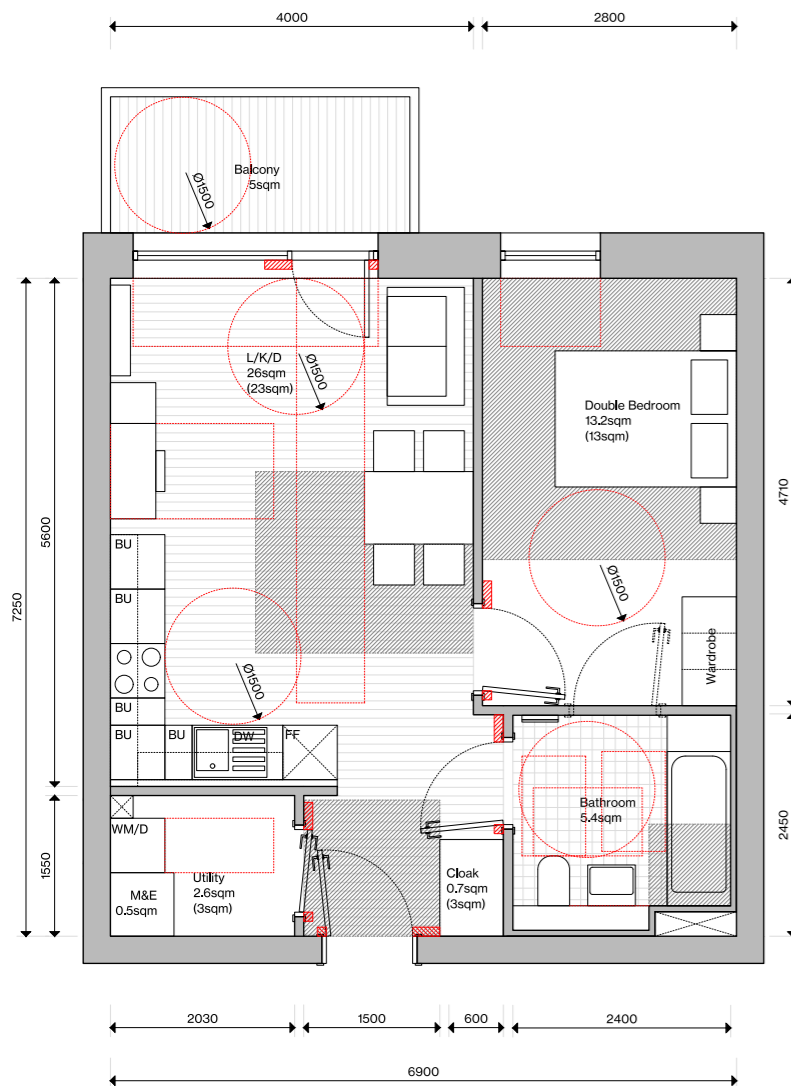 4000
2800
Balcony
5sqm
Ø1500
L/K/D
26sqm
(23sqm)
Ø1500
Double Bedroom
13.2sqm
(13sqm)
4710
5600
7250
BU
BU
Ø1500
Ø1500
Wardrobe
BU
BU
BU
DW
FF
Bathroom
5.4sqm
WM/D
2450
1550
Utility
2.6sqm
(3sqm)
M&E
0.5sqm
Cloak
0.7sqm
(3sqm)
2030
1500
600
2400
6900